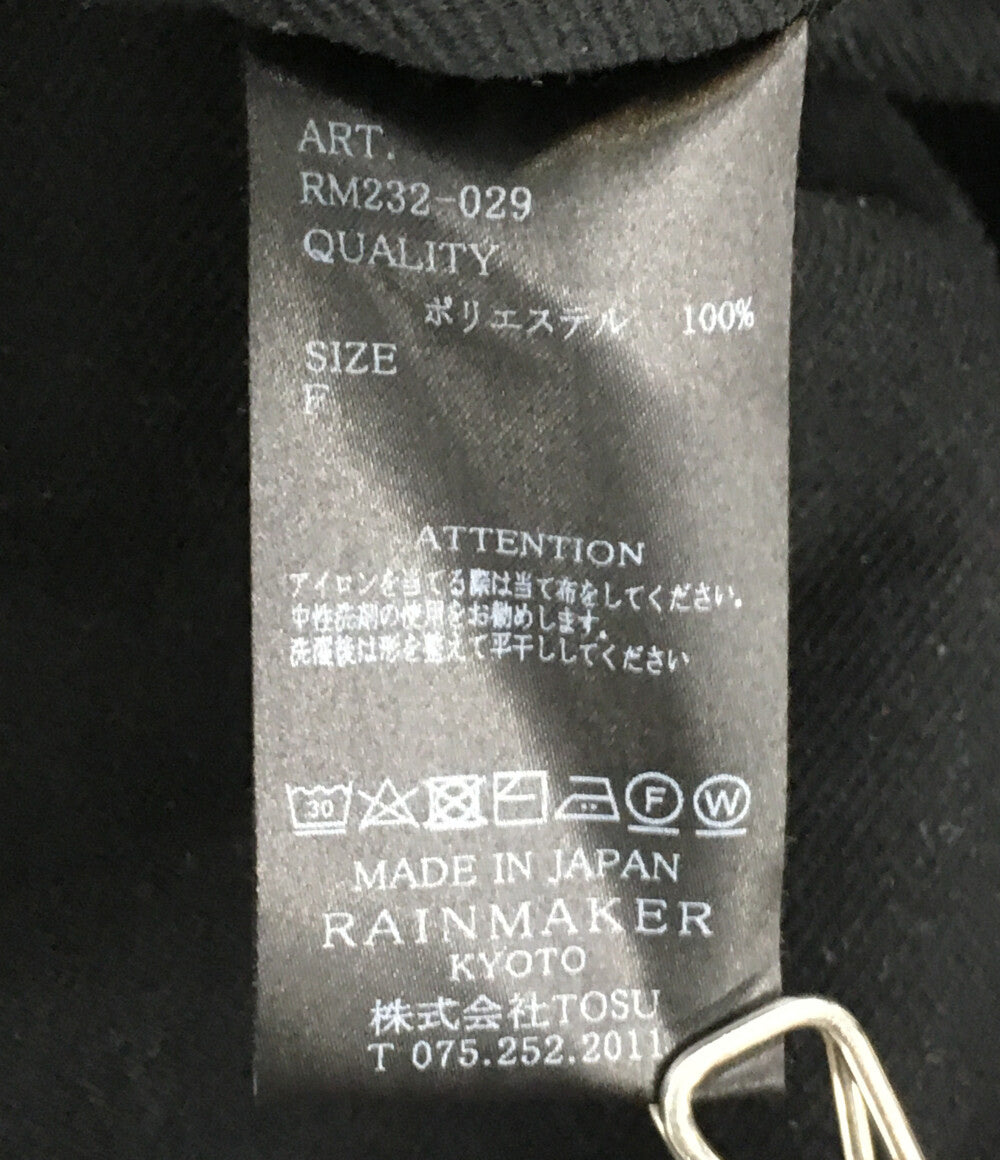 ART.
RM232-029
QUALITY
ポリエステル 100%
SIZE
F
ATTENTION
アイロンを当てる際は当て布をしてください。
中性洗剤の使用をお勧めします。
洗濯後は形を整えて平干ししてください
30 F W
MADE IN JAPAN
RAINMAKER
KYOTO
株式会社TOSU
T 075.252.2011